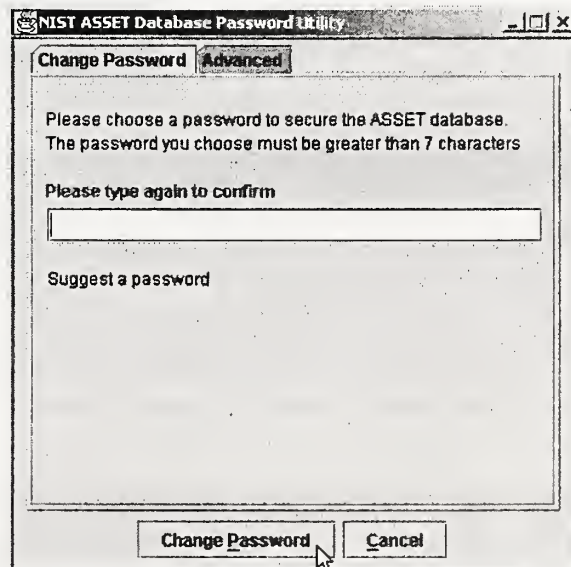 NIST ASSET Database Password Utility
Change Password Advanced
Please choose a password to secure the ASSET database.
The password you choose must be greater than 7 characters
Please type again to confirm
Suggest a password
Change Password Cancel